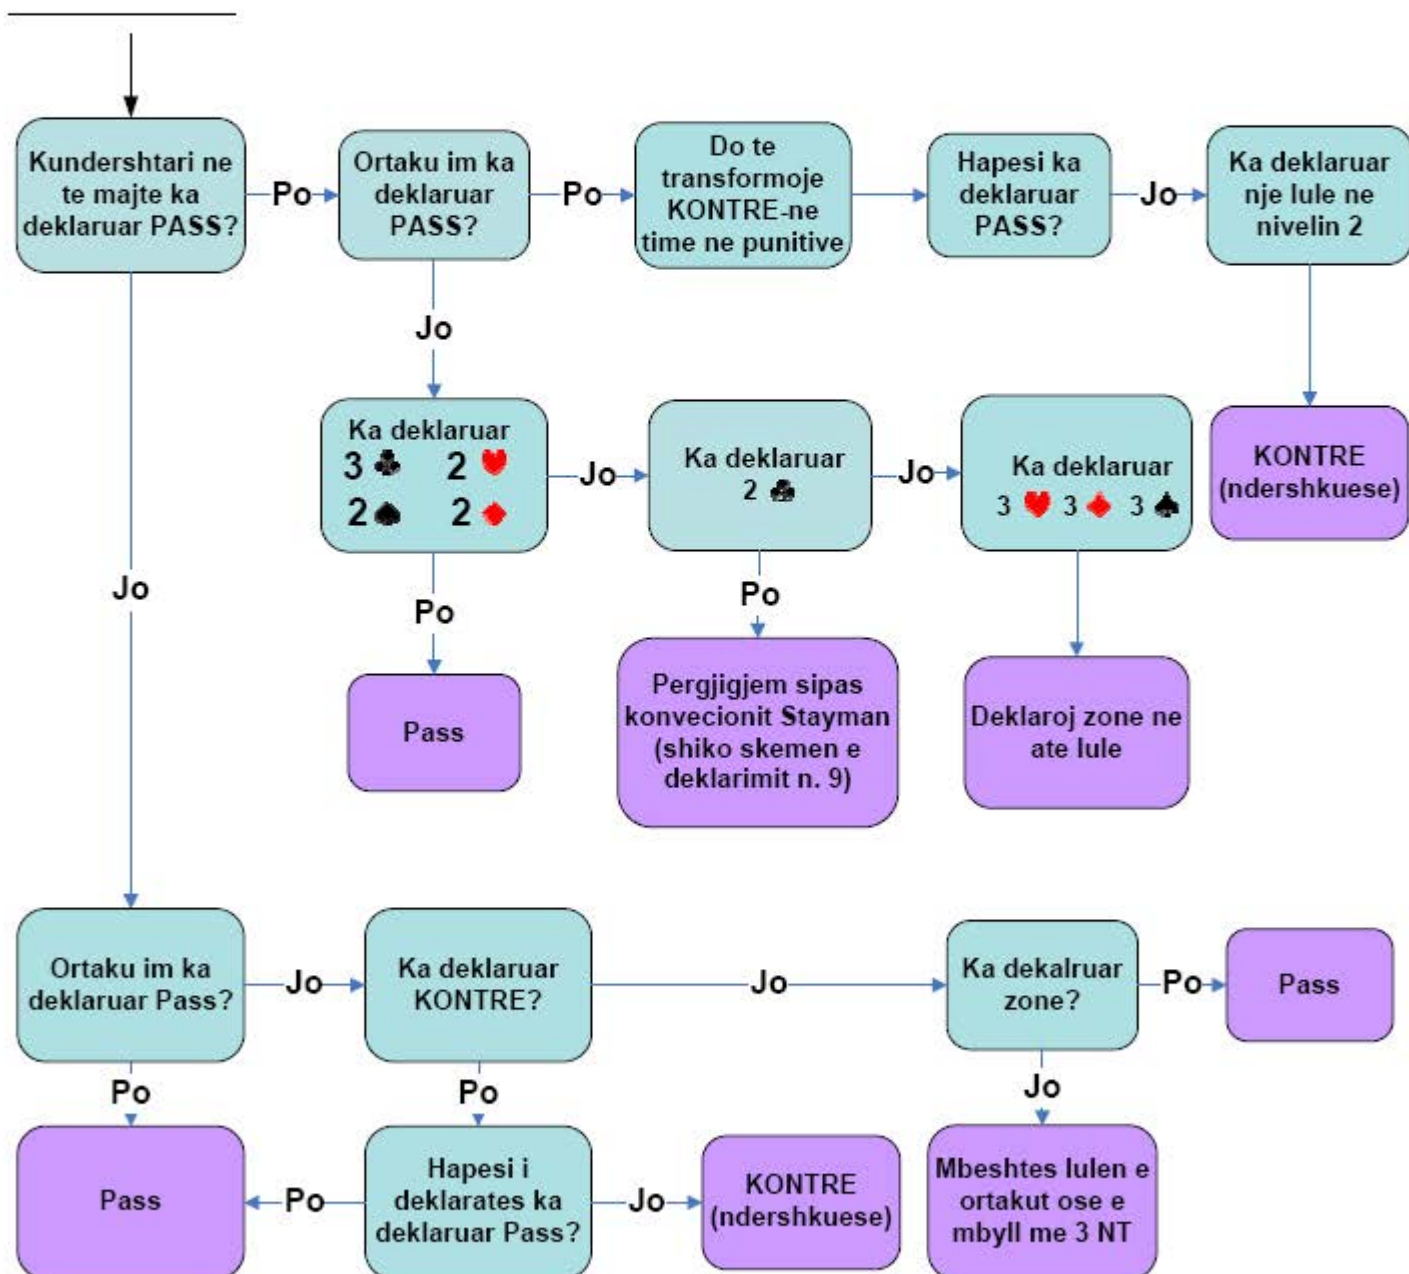 Kundershtari ne
te majte ka
deklaruar PASS?
Po
Ortaku im ka
deklaruar
PASS?
Po
Do te
transformoje
KONTRE-ne
time ne punitive
Hapesi ka
deklaruar
PASS?
Jo
Ka deklaruar
nje lule ne
nivelin 2
Jo
Ka deklaruar
3 ♣ 2 ♥
2 ♠ 2 ♦
Jo
Ka deklaruar
2 ♣
Jo
Ka deklaruar
3 ♥ 3 ♦ 3 ♠
KONTRE
(ndershkuese)
Jo
Po
Po
Pass
Pergjigjem sipas
konvecionit Stayman
(shiko skemen e
deklarimit n. 9)
Deklaroj zone ne
ate lule
Ortaku im ka
deklaruar Pass?
Jo
Ka deklaruar
KONTRE?
Jo
Ka dekalruar
zone?
Po
Pass
Po
Po
Jo
Pass
Po
Hapesi i
deklarates ka
deklaruar Pass?
Jo
KONTRE
(ndershkuese)
Mbeshtes lulen e
ortakut ose e
mbyll me 3 NT